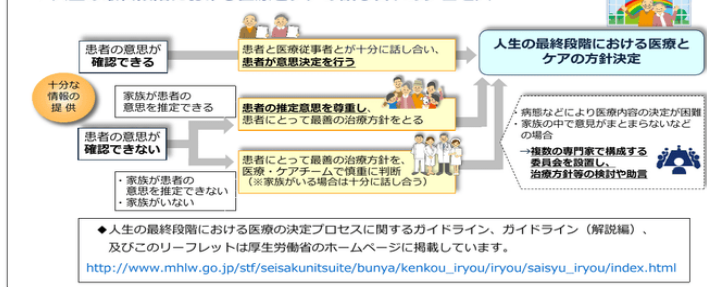 患者の意思が
確認できる
患者と医療従事者とが十分に話し合い、
患者が意思決定を行う
人生の最終段階における医療と
ケアの方針決定
十分な
情報の
提 供
家族が患者の
意思を推定できる
患者の推定意思を尊重し、
患者にとって最善の治療方針をとる
患者の意思が
確認できない
患者にとって最善の治療方針を、
医療・ケアチームで慎重に判断
(※家族がいる場合は十分に話し合う)
・家族が患者の
意思を推定できない
・家族がいない
・病態などにより医療内容の決定が困難
・家族の中で意見がまとまらないなど
の場合
→複数の専門家で構成する
委員会を設置し、
治療方針等の検討や助言
◆人生の最終段階における医療の決定プロセスに関するガイドライン、ガイドライン(解説編)、
及びこのリーフレットは厚生労働省のホームページに掲載しています。
http://www.mhlw.go.jp/stf/seisakunitsuite/bunya/kenkou_iryou/iryou/saisyu_iryou/index.html